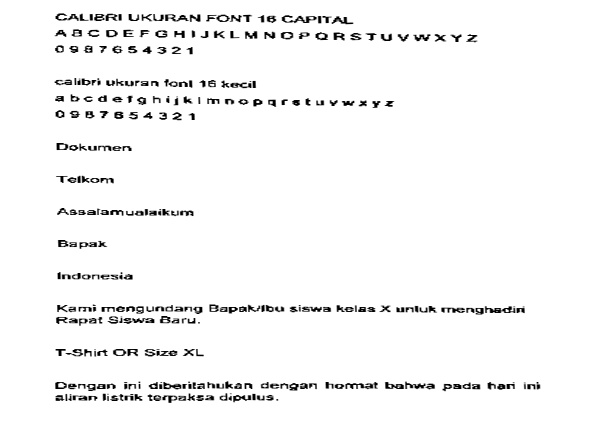 CALIBRI UKURAN FONT 16 CAPITAL
A B C D E F G H I J K L M N O P Q R S T U V W X Y Z
0 9 8 7 6 5 4 3 2 1
calibri ukuran font 16 kecil
a b c d e f g h i j k l m n o p q r s t u v w x y z
0 9 8 7 6 5 4 3 2 1
Dokumen
Telkom
Assalamualaikum
Bapak
Indonesia
Kami mengundang Bapak/Ibu siswa kelas X untuk menghadiri
Rapat Siswa Baru.
T-Shirt OR Size XL
Dengan ini diberitahukan dengan hormat bahwa pada hari ini
aliran listrik terpaksa diputus.